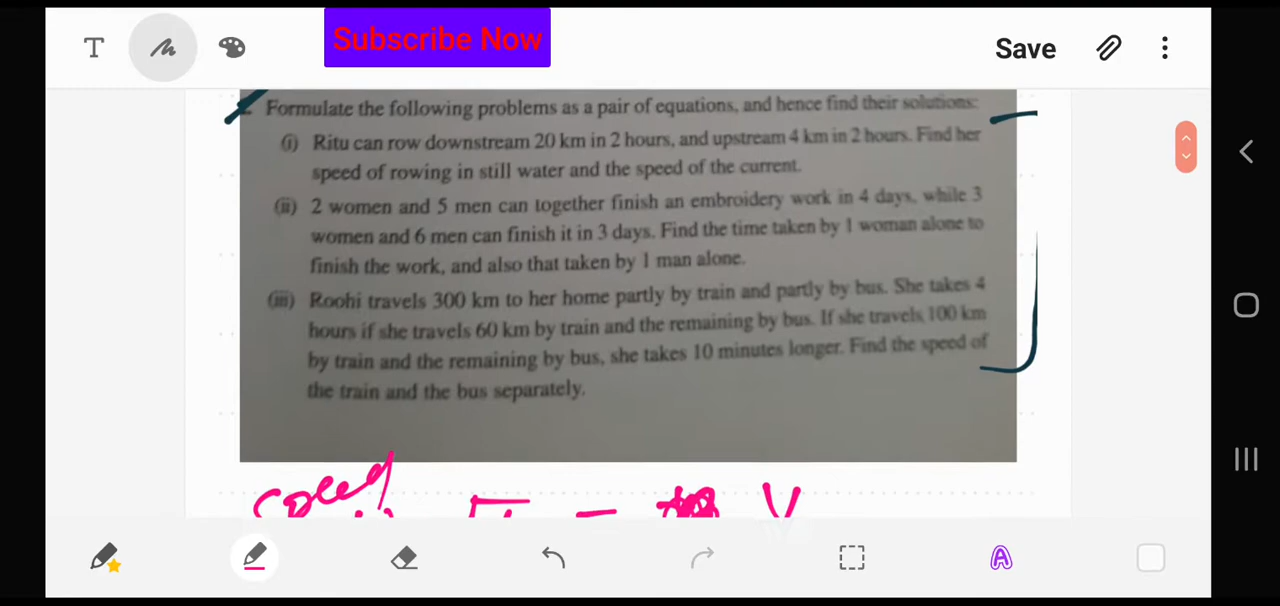 T
Subscribe Now
Save
Formulate the following problems as a pair of equations, and hence find their solutions:
(i) Ritu can row downstream 20 km in 2 hours, and upstream 4 km in 2 hours. Find her
speed of rowing in still water and the speed of the current.
(ii) 2 women and 5 men can together finish an embroidery work in 4 days, while 3
women and 6 men can finish it in 3 days. Find the time taken by 1 woman alone to
finish the work, and also that taken by 1 man alone.
(iii) Roohi travels 300 km to her home partly by train and partly by bus. She takes 4
hours if she travels 60 km by train and the remaining by bus. If she travels 100 km
by train and the remaining by bus, she takes 10 minutes longer. Find the speed of
the train and the bus separately.
speed
A